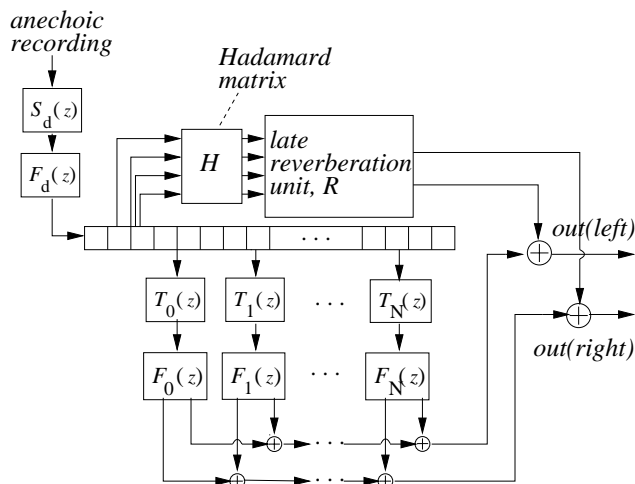 anechoic
recording
Hadamard
matrix
S_d(z)
F_d(z)
H
late
reverberation
unit, R
. . .
out(left)
T_0(z) T_1(z) . . . T_N(z)
out(right)
F_0(z) F_1(z) . . . F_N(z)
. . .
. . .